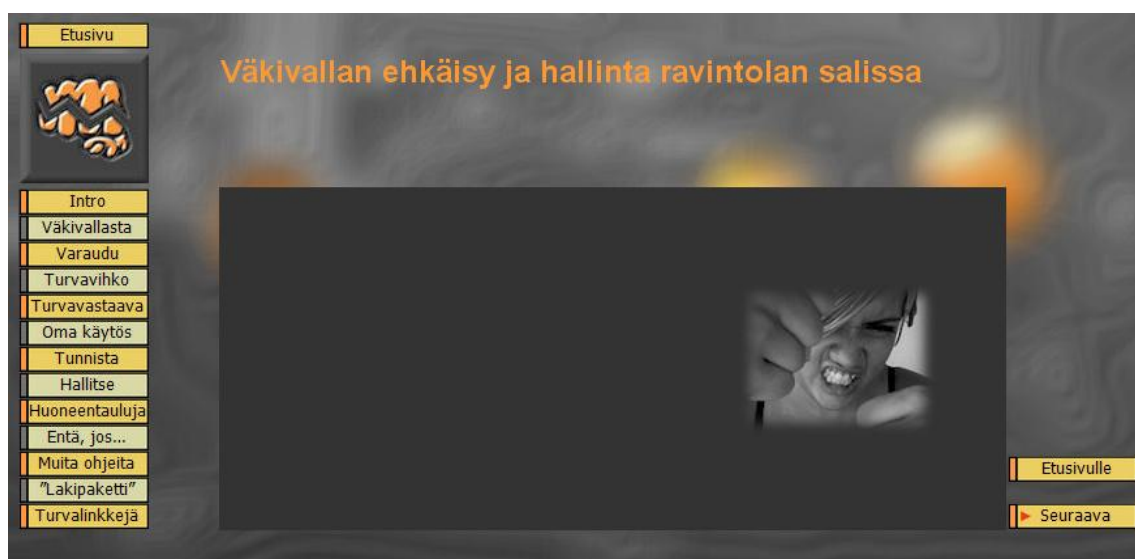 Etusivu
Väkivallan ehkäisy ja hallinta ravintolan salissa
Intro
Väkivallasta
Varaudu
Turvavihko
Turvavastaava
Oma käytös
Tunnista
Hallitse
Huoneentauluja
Entä, jos...
Muita ohjeita
”Lakipaketti”
Turvalinkkejä
Etusivulle
Seuraava